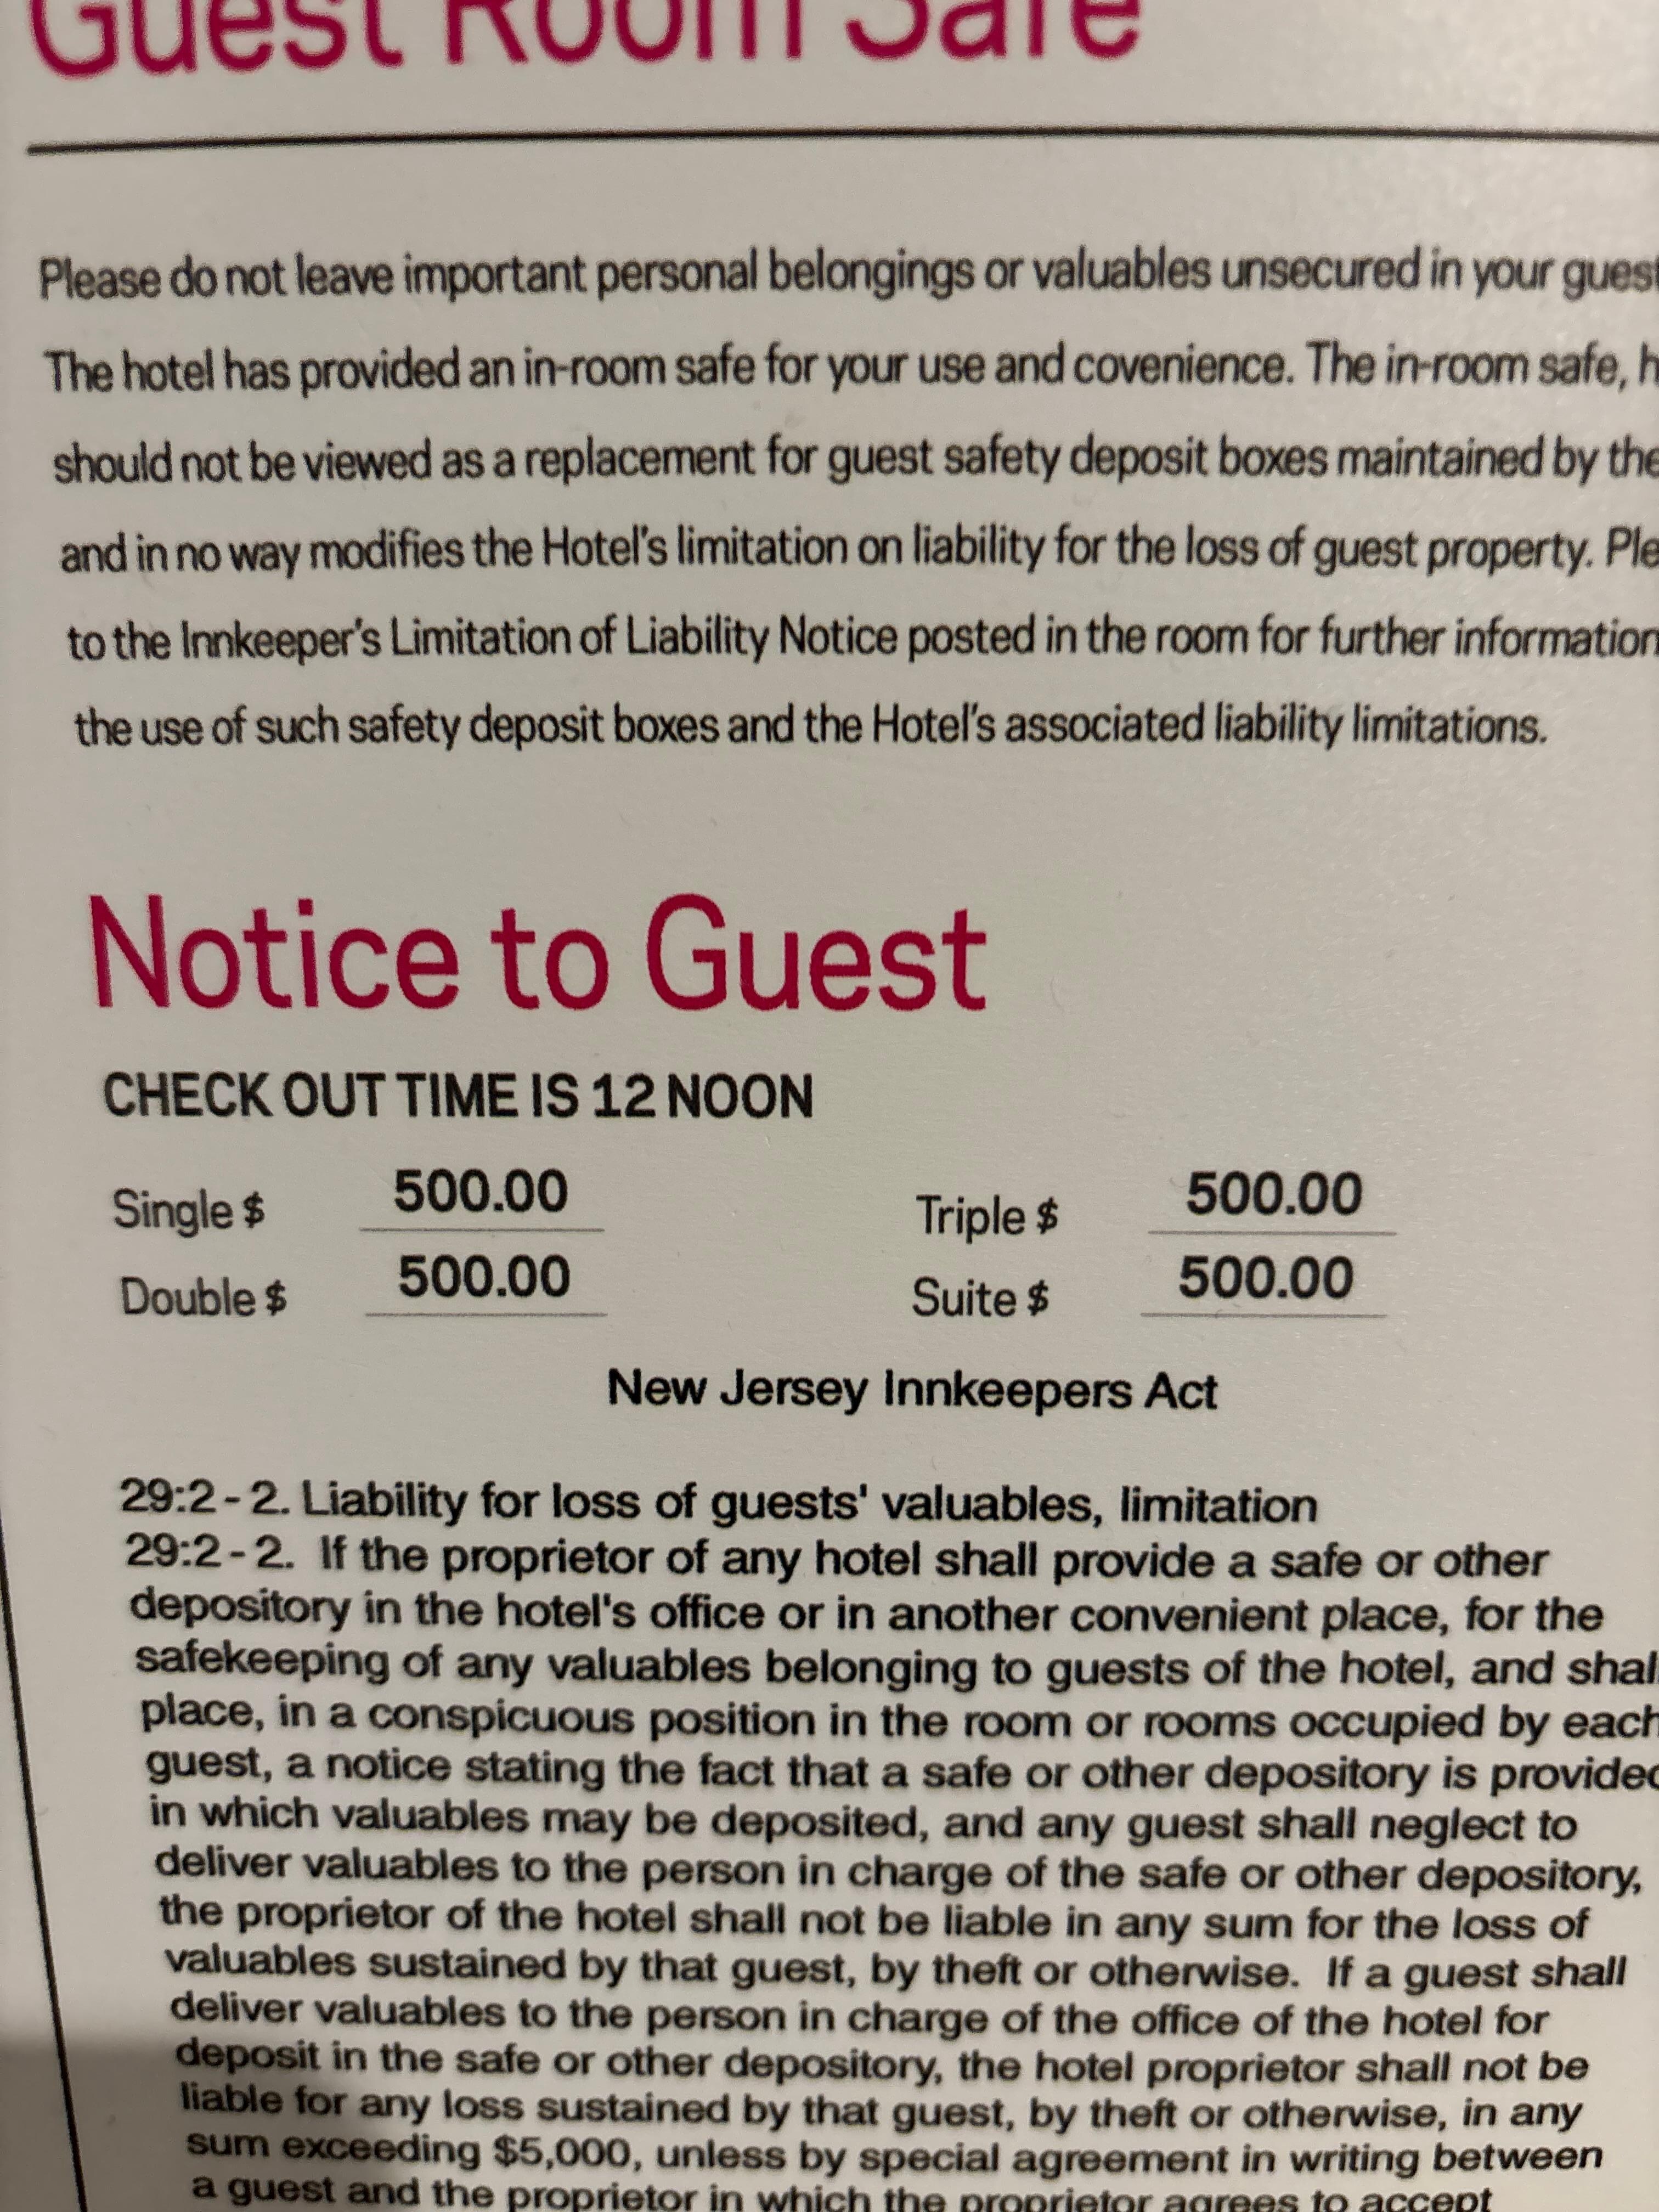 Guest Room Safe
Please do not leave important personal belongings or valuables unsecured in your guest
The hotel has provided an in-room safe for your use and covenience. The in-room safe,
should not be viewed as a replacement for guest safety deposit boxes maintained by the
and in no way modifies the Hotel's limitation on liability for the loss of guest property.
to the Innkeeper's Limitation of Liability Notice posted in the room for further information
the use of such safety deposit boxes and the Hotel's associated liability limitations.
Notice to Guest
CHECK OUT TIME IS 12 NOON
Single $ 500.00 Triple $ 500.00
Double $ 500.00 Suite $ 500.00
New Jersey Innkeepers Act
29:2-2. Liability for loss of guests' valuables, limitation
29:2-2. If the proprietor of any hotel shall provide a safe or other
depository in the hotel's office or in another convenient place, for the
safekeeping of any valuables belonging to guests of the hotel, and shall
place, in a conspicuous position in the room or rooms occupied by each
guest, a notice stating the fact that a safe or other depository is provided
in which valuables may be deposited, and any guest shall neglect to
deliver valuables to the person in charge of the safe or other depository,
the proprietor of the hotel shall not be liable in any sum for the loss of
valuables sustained by that guest, by theft or otherwise. If a guest shall
deliver valuables to the person in charge of the office of the hotel for
deposit in the safe or other depository, the hotel proprietor shall not be
liable for any loss sustained by that guest, by theft or otherwise, in any
sum exceeding $5,000, unless by special agreement in writing between
a guest and the proprietor in which the proprietor agrees to accept